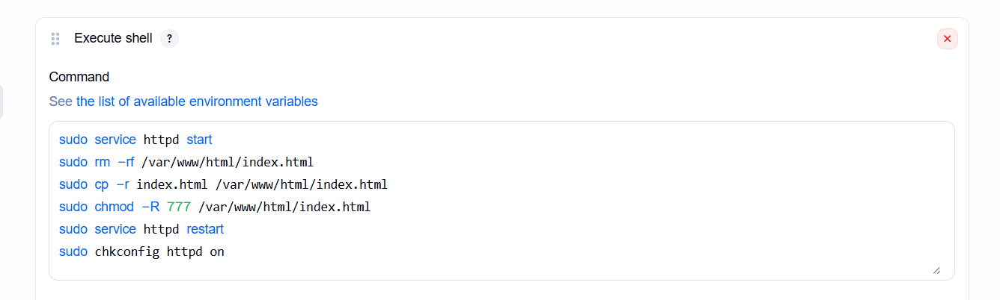 Execute shell ?
Command
See the list of available environment variables
sudo service httpd start
sudo rm -rf /var/www/html/index.html
sudo cp -r index.html /var/www/html/index.html
sudo chmod -R 777 /var/www/html/index.html
sudo service httpd restart
sudo chkconfig httpd on